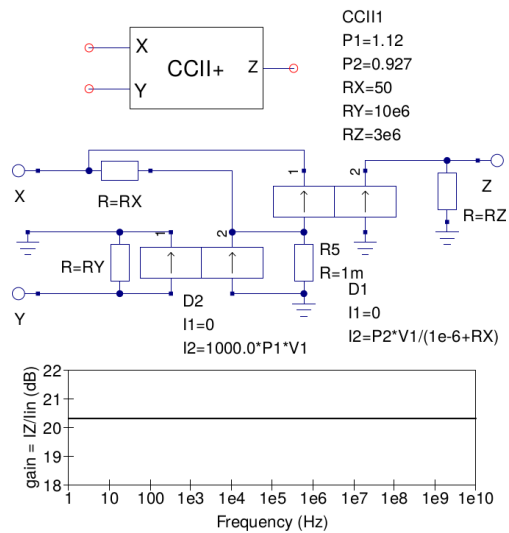 CCII1
P1=1.12
P2=0.927
RX=50
RY=10e6
RZ=3e6
X
Y
CCII+
Z
X
R=RX
1
2
Z
R=RZ
R=RY
1
2
R5
R=1m
Y
D2
I1=0
I2=1000.0*P1*V1
D1
I1=0
I2=P2*V1/(1e-6+RX)
gain = IZ/Iin (dB)
22
21
20
19
18
1 10 100 1e3 1e4 1e5 1e6 1e7 1e8 1e9 1e10
Frequency (Hz)